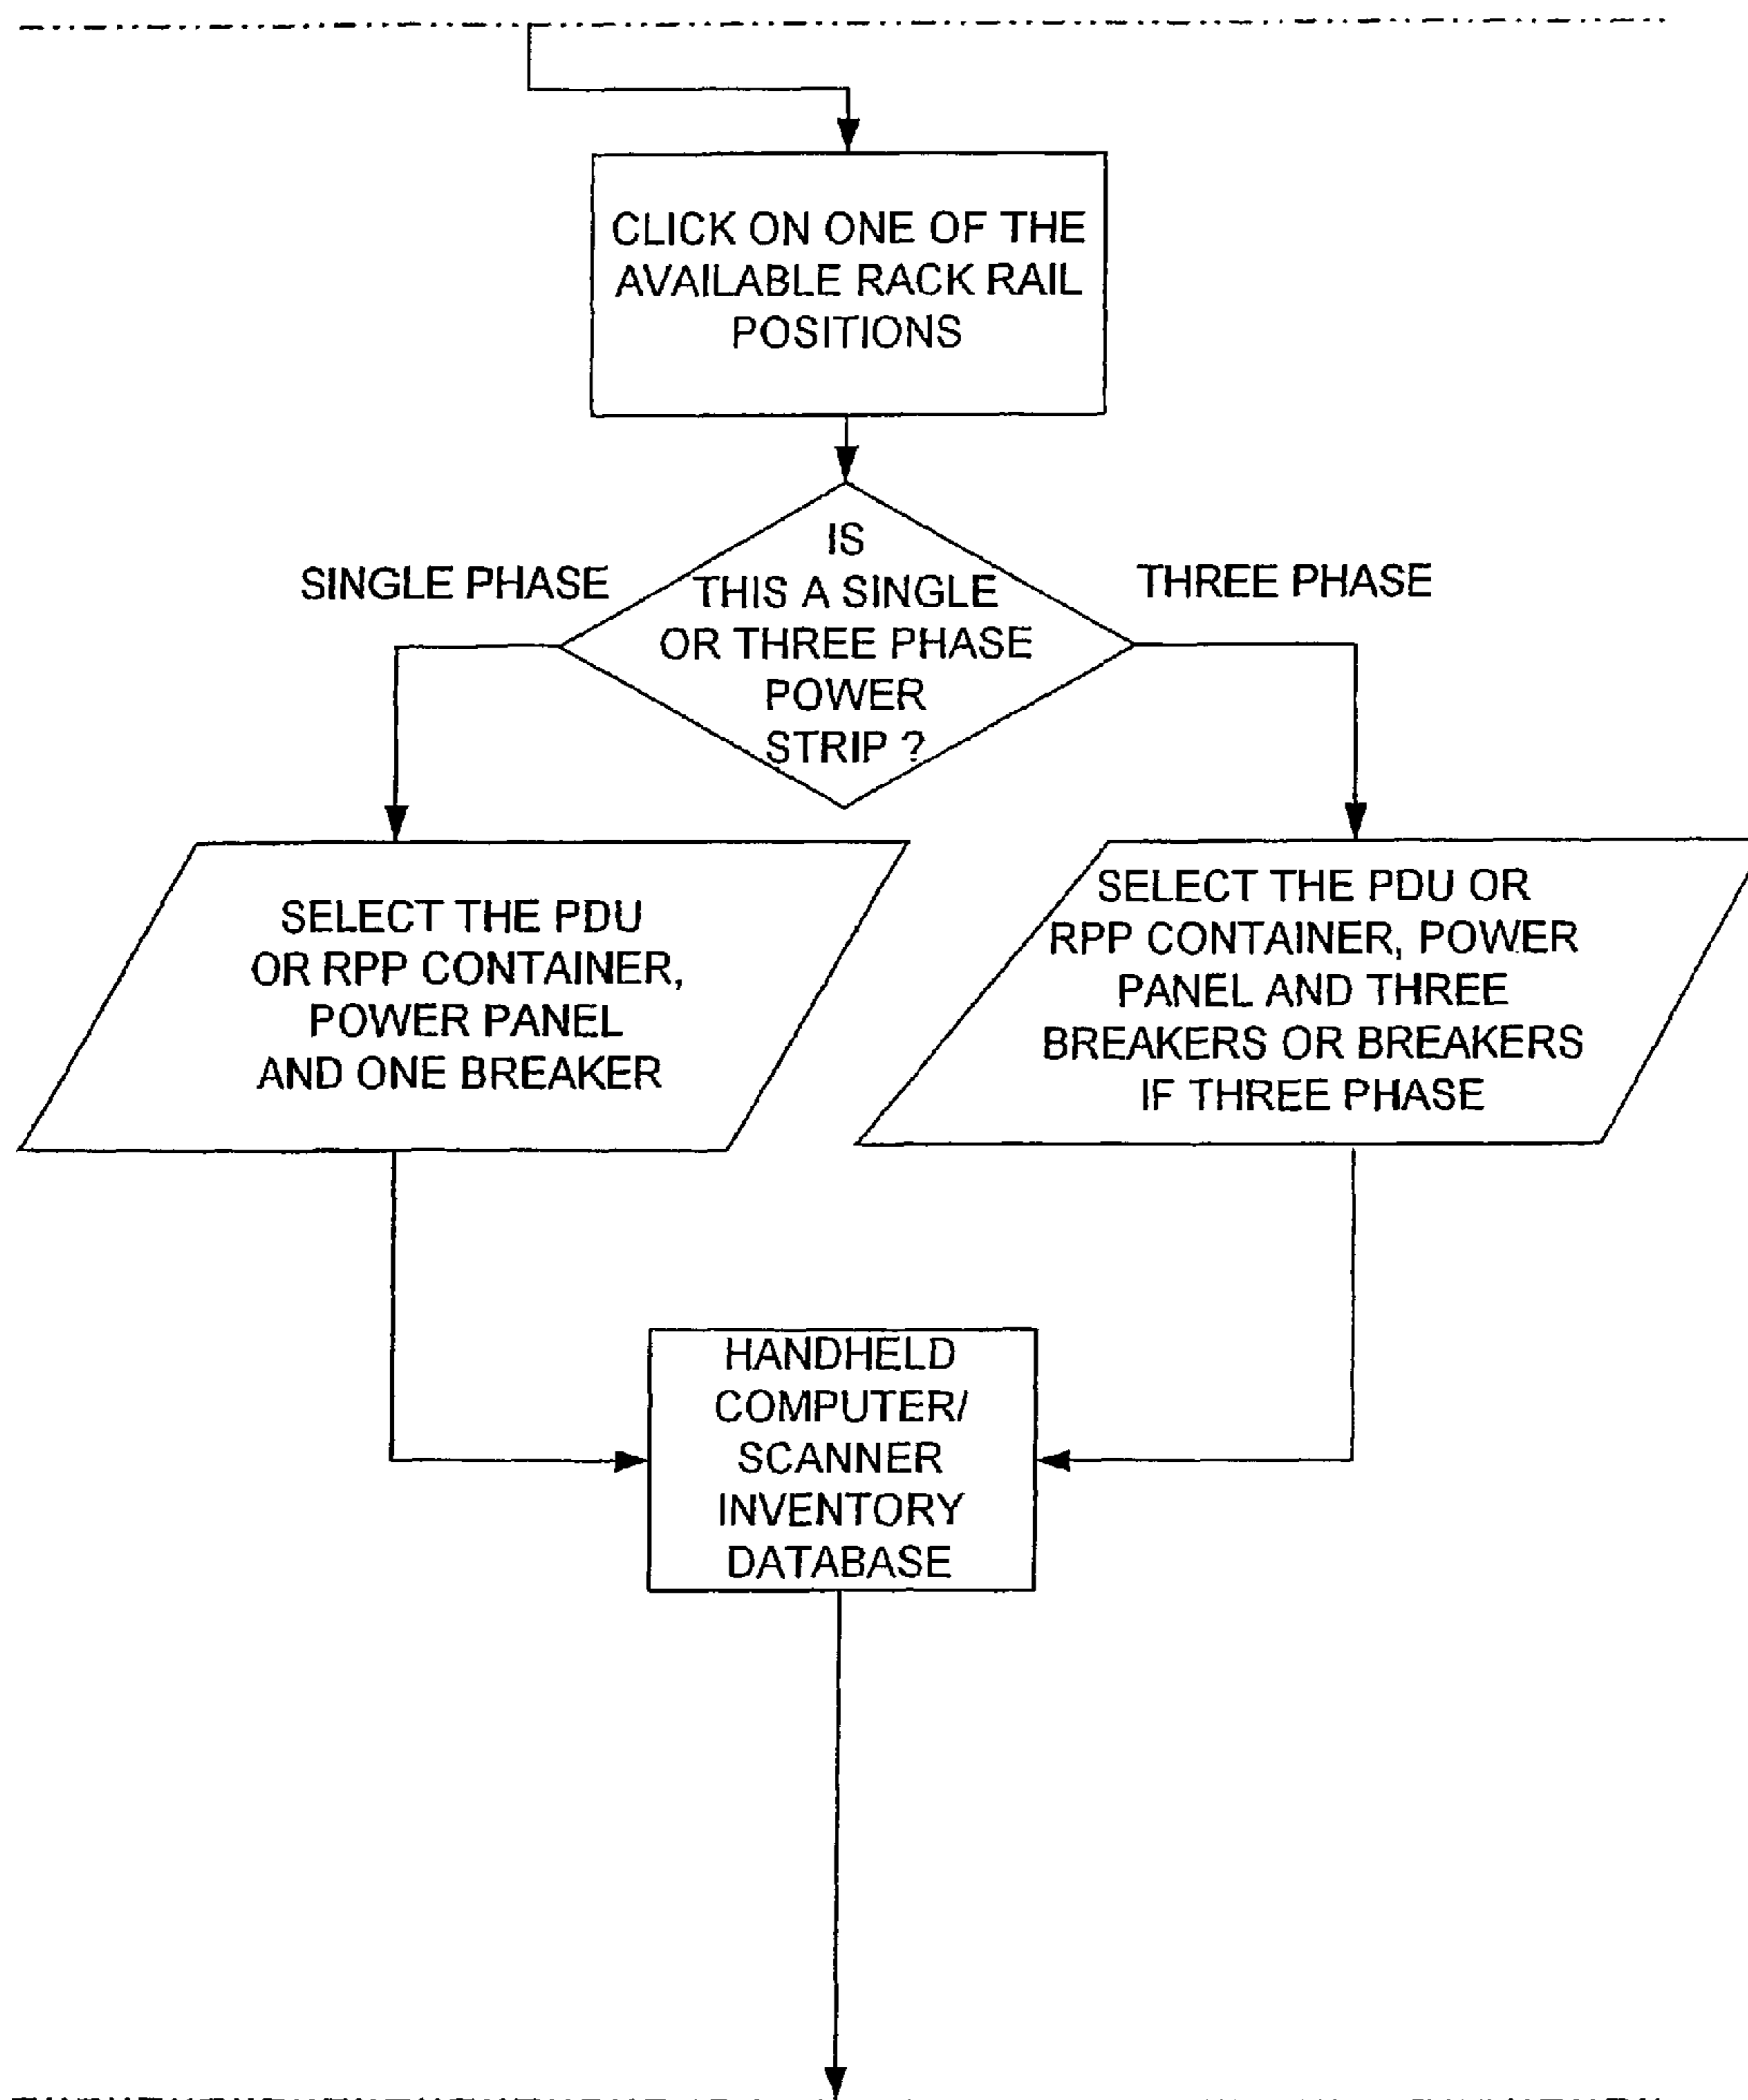 CLICK ON ONE OF THE
AVAILABLE RACK RAIL
POSITIONS
IS
THIS A SINGLE
OR THREE PHASE
POWER
STRIP ?
SINGLE PHASE
THREE PHASE
SELECT THE PDU
OR RPP CONTAINER,
POWER PANEL
AND ONE BREAKER
SELECT THE PDU OR
RPP CONTAINER, POWER
PANEL AND THREE
BREAKERS OR BREAKERS
IF THREE PHASE
HANDHELD
COMPUTER/
SCANNER
INVENTORY
DATABASE